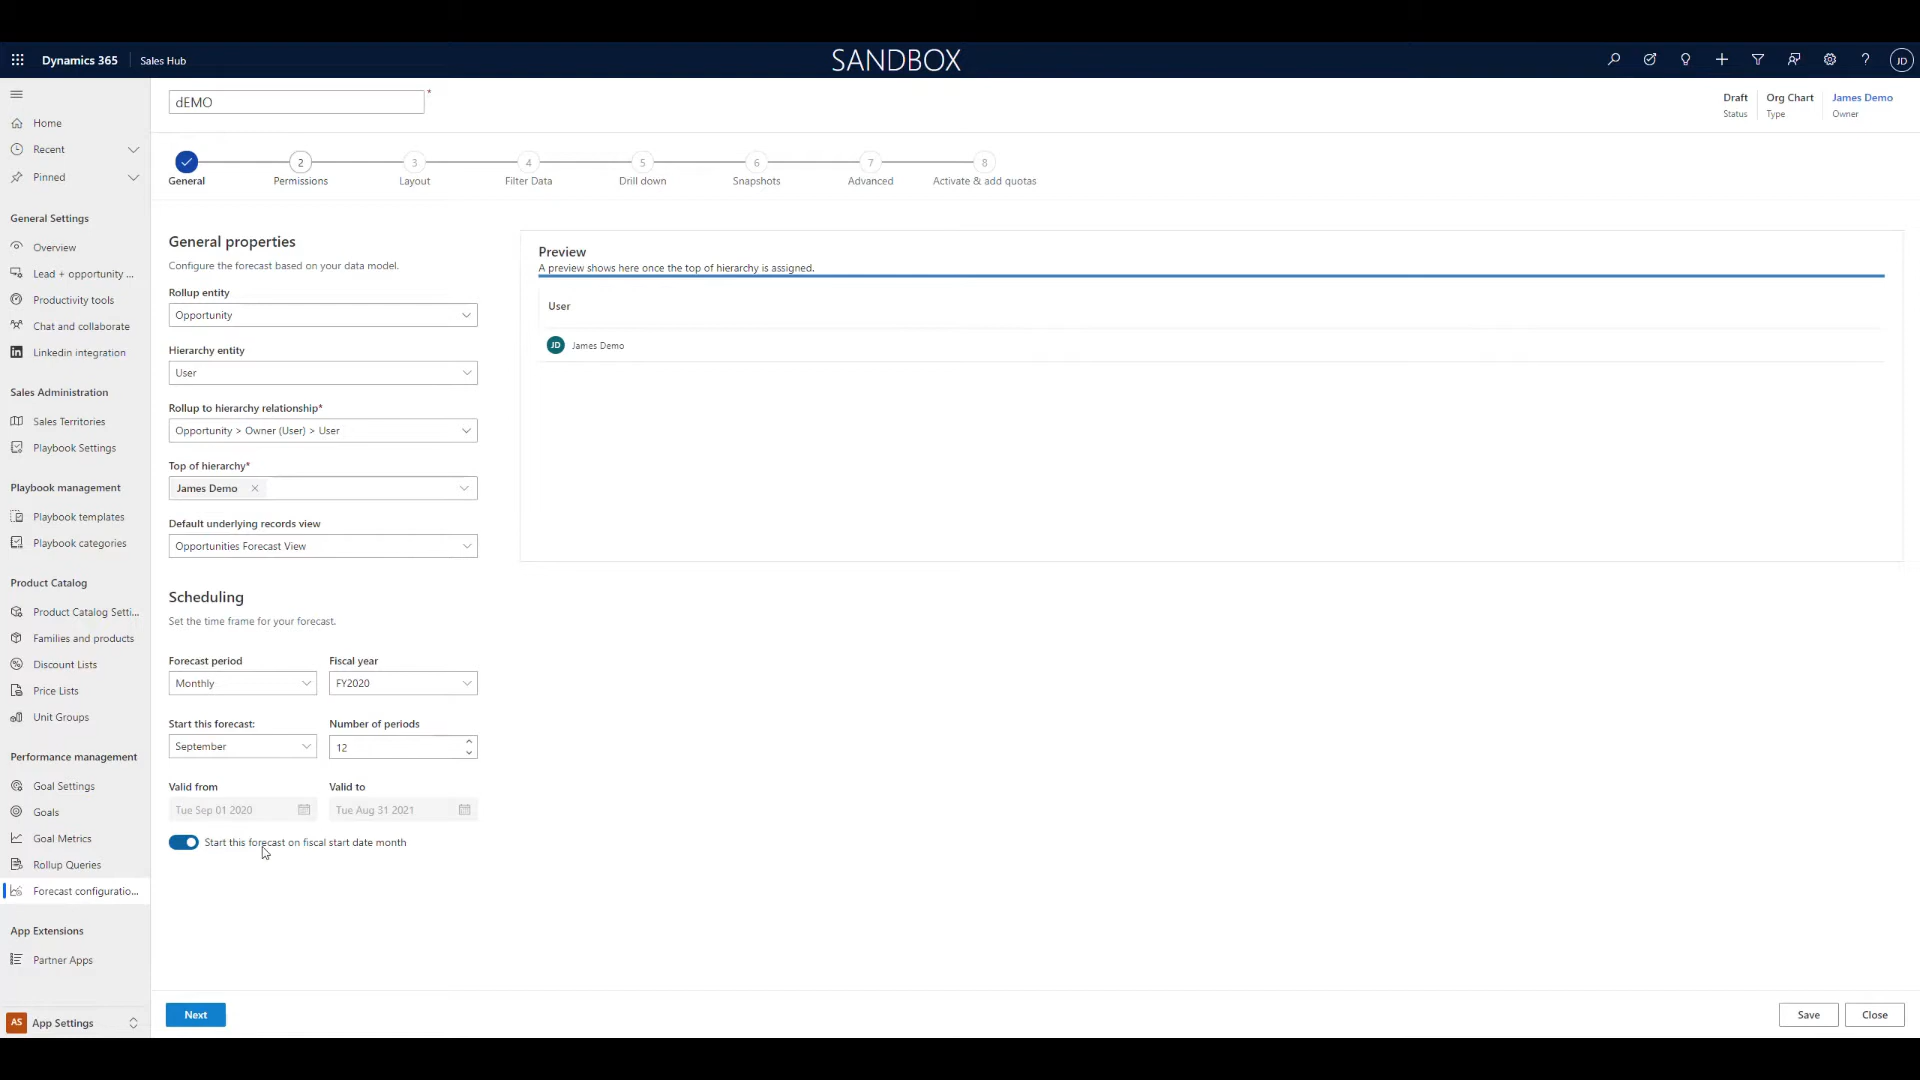 Dynamics 365
Sales Hub
SANDBOX
JD
dEMO
*
Draft
Status
Org Chart
Type
James Demo
Owner
Home
Recent
Pinned
General Settings
Overview
Lead + opportunity ...
Productivity tools
Chat and collaborate
Linkedin integration
Sales Administration
Sales Territories
Playbook Settings
Playbook management
Playbook templates
Playbook categories
Product Catalog
Product Catalog Setti...
Families and products
Discount Lists
Price Lists
Unit Groups
Performance management
Goal Settings
Goals
Goal Metrics
Rollup Queries
Forecast configuratio...
App Extensions
Partner Apps
AS
App Settings
General
2
Permissions
3
Layout
4
Filter Data
5
Drill down
6
Snapshots
7
Advanced
8
Activate & add quotas
General properties
Configure the forecast based on your data model.
Rollup entity
Opportunity
Hierarchy entity
User
Rollup to hierarchy relationship*
Opportunity > Owner (User) > User
Top of hierarchy*
James Demo
Default underlying records view
Opportunities Forecast View
Scheduling
Set the time frame for your forecast.
Forecast period
Monthly
Fiscal year
FY2020
Start this forecast:
September
Number of periods
12
Valid from
Tue Sep 01 2020
Valid to
Tue Aug 31 2021
Start this forecast on fiscal start date month
Preview
A preview shows here once the top of hierarchy is assigned.
User
JD
James Demo
Next
Save
Close